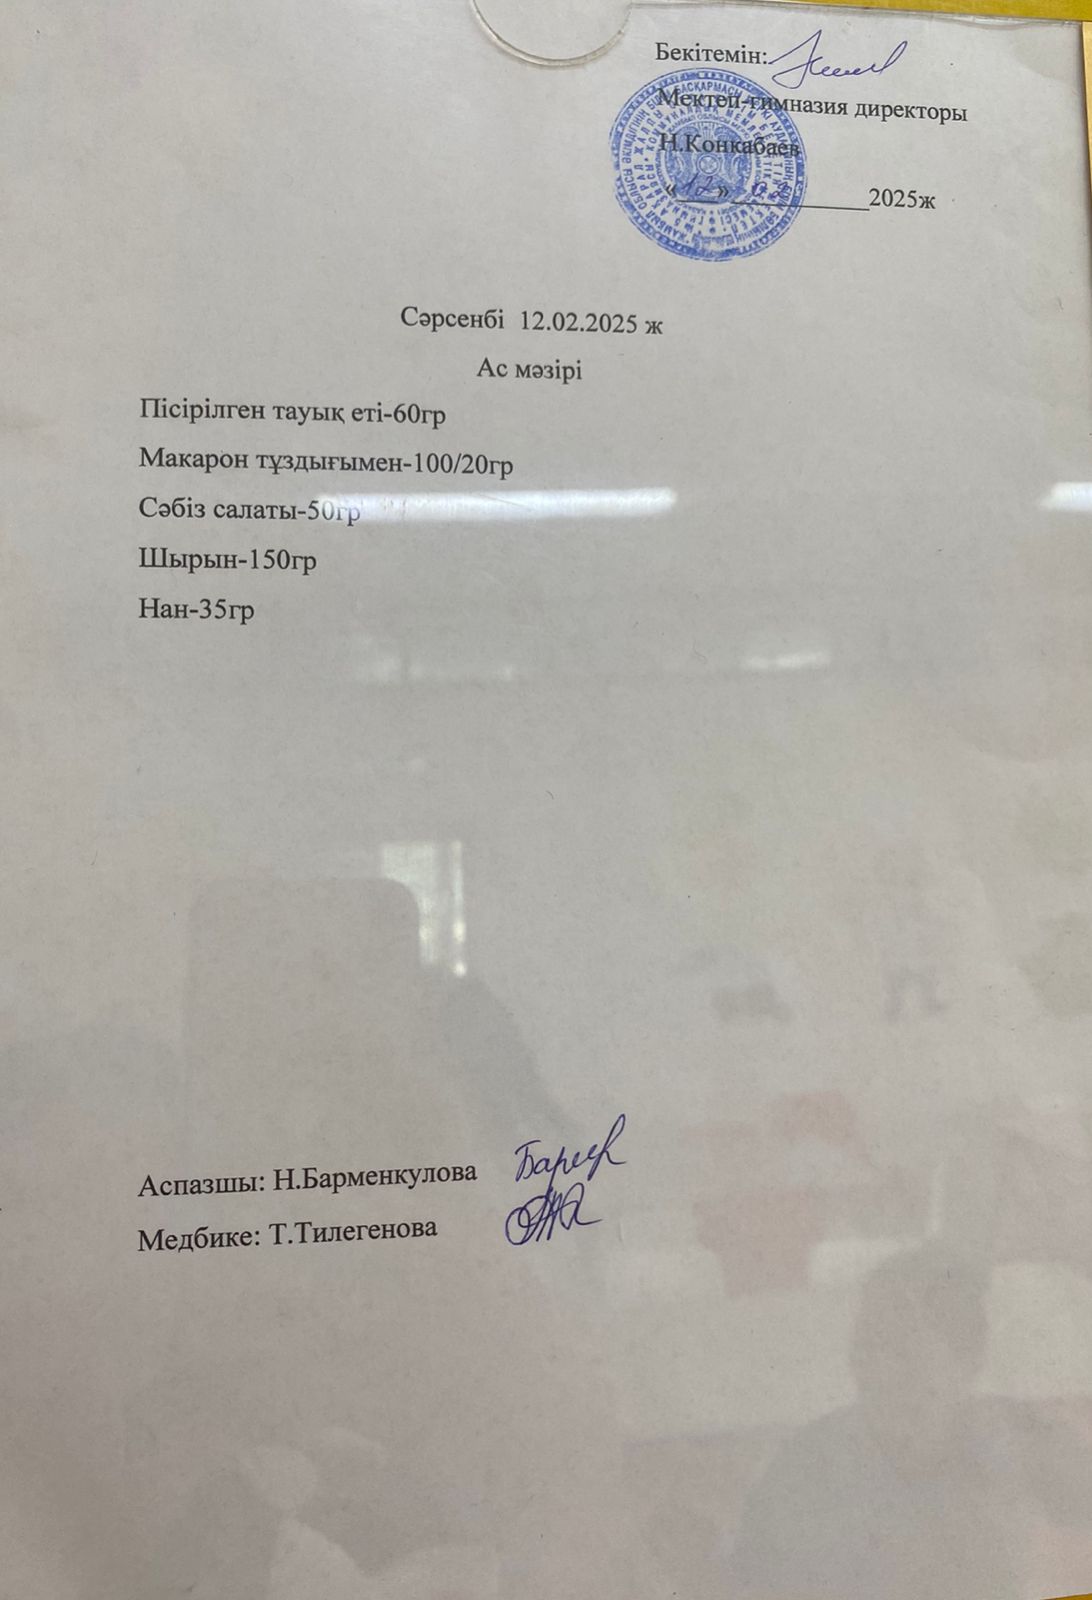 Бекітемін:
Мектеп-гимназия директоры
Н.Конкабаев
«12» 02 2025ж
Сәрсенбі 12.02.2025 ж
Ас мәзірі
Пісірілген тауық еті-60гр
Макарон тұздығымен-100/20гр
Сәбіз салаты-50гр
Шырын-150гр
Нан-35гр
Аспазшы: Н.Барменкулова
Медбике: Т.Тилегенова